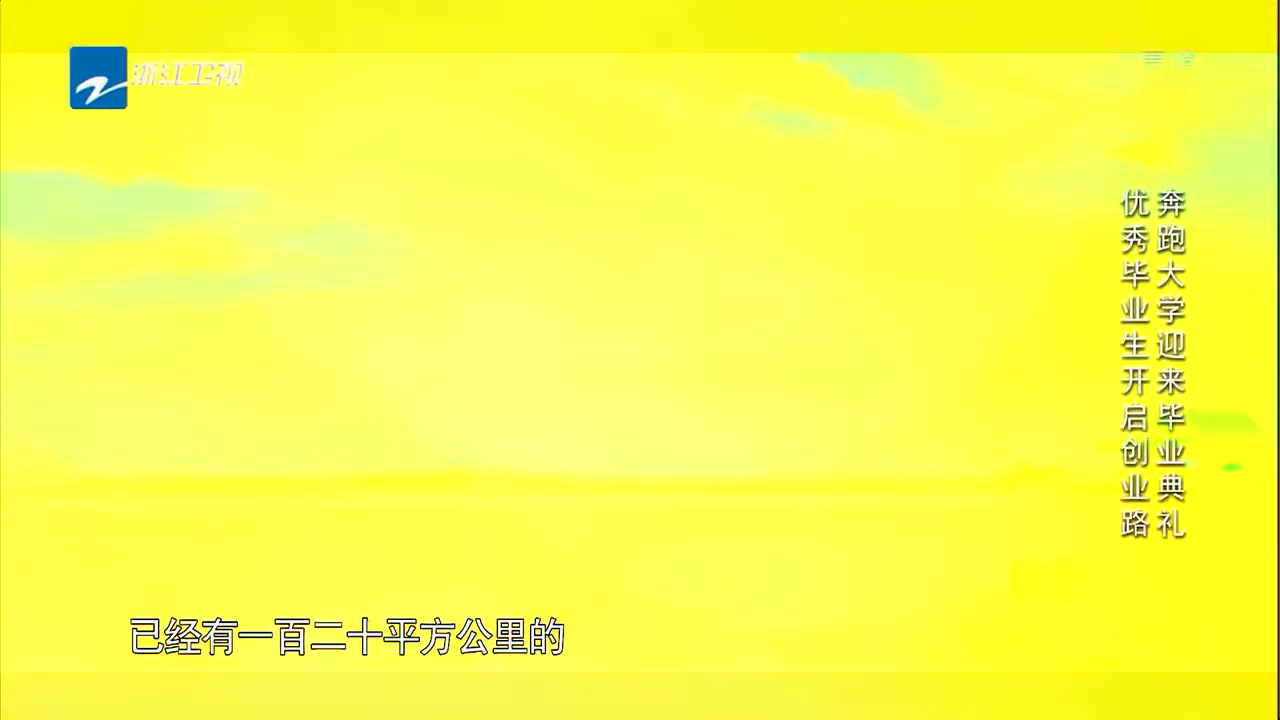 浙江卫视
奔跑大学迎来毕业典礼
优秀毕业生开启创业路
已经有一百二十平方公里的